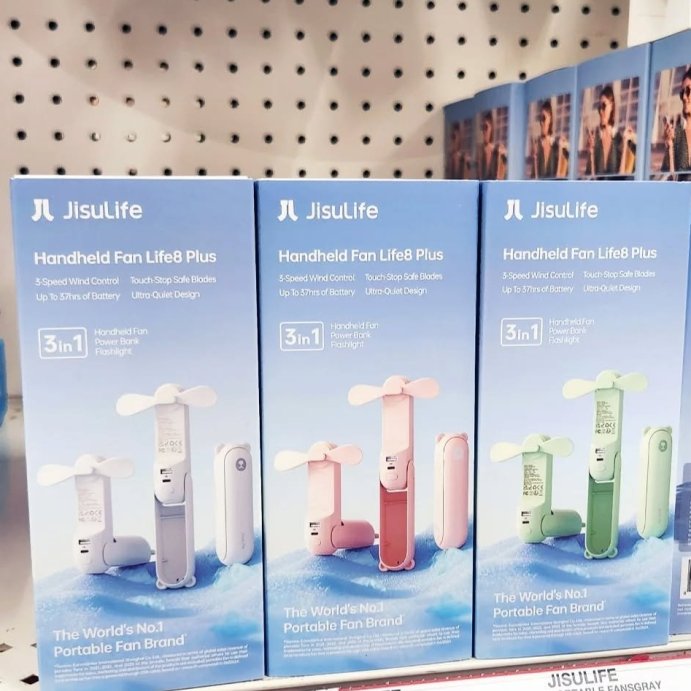 JisuLife
Handheld Fan Life8 Plus
3-Speed Wind Control Touch-Stop Safe Blades
Up To 37hrs of Battery Ultra-Quiet Design
3in1
Handheld Fan
Power Bank
Flashlight
The World's No.1
Portable Fan Brand
JisuLife
Handheld Fan Life8 Plus
3-Speed Wind Control Touch-Stop Safe Blades
Up To 37hrs of Battery Ultra-Quiet Design
3in1
Handheld Fan
Power Bank
Flashlight
The World's No.1
Portable Fan Brand
JisuLife
Handheld Fan Life8 Plus
3-Speed Wind Control Touch-Stop Safe Blades
Up To 37hrs of Battery Ultra-Quiet Design
3in1
Handheld Fan
Power Bank
Flashlight
The World's No.1
Portable Fan Brand
JISULIFE